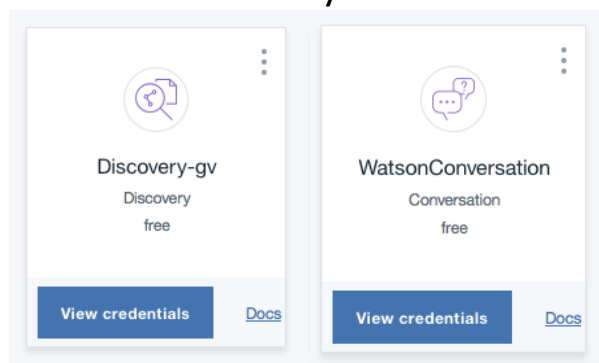 Discovery-gv
Discovery
free
View credentials Docs
WatsonConversation
Conversation
free
View credentials Docs